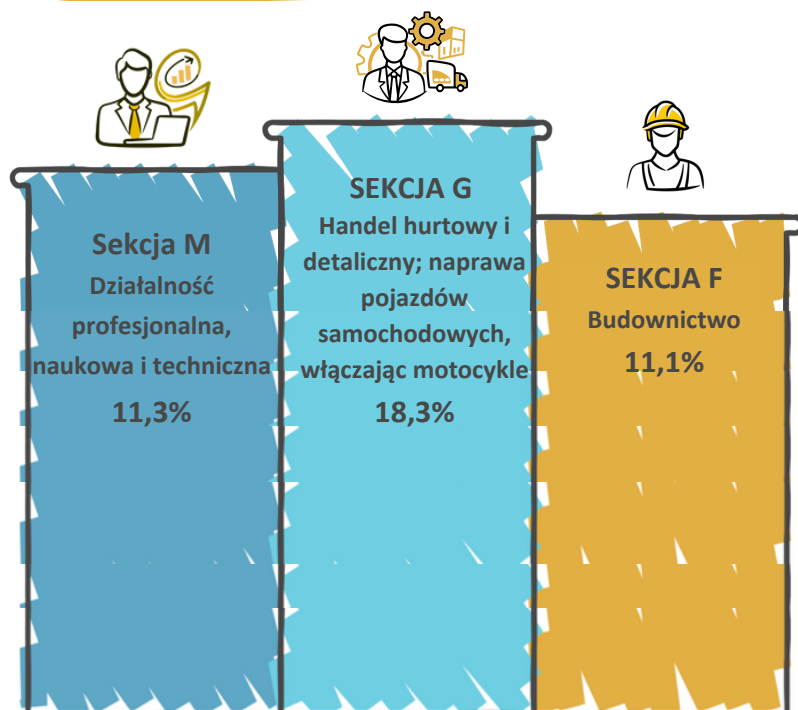 Sekcja M
Działalność
profesjonalna,
naukowa i techniczna
11,3%
SEKCJA G
Handel hurtowy i
detaliczny; naprawa
pojazdów
samochodowych,
włączając motocykle
18,3%
SEKCJA F
Budownictwo
11,1%